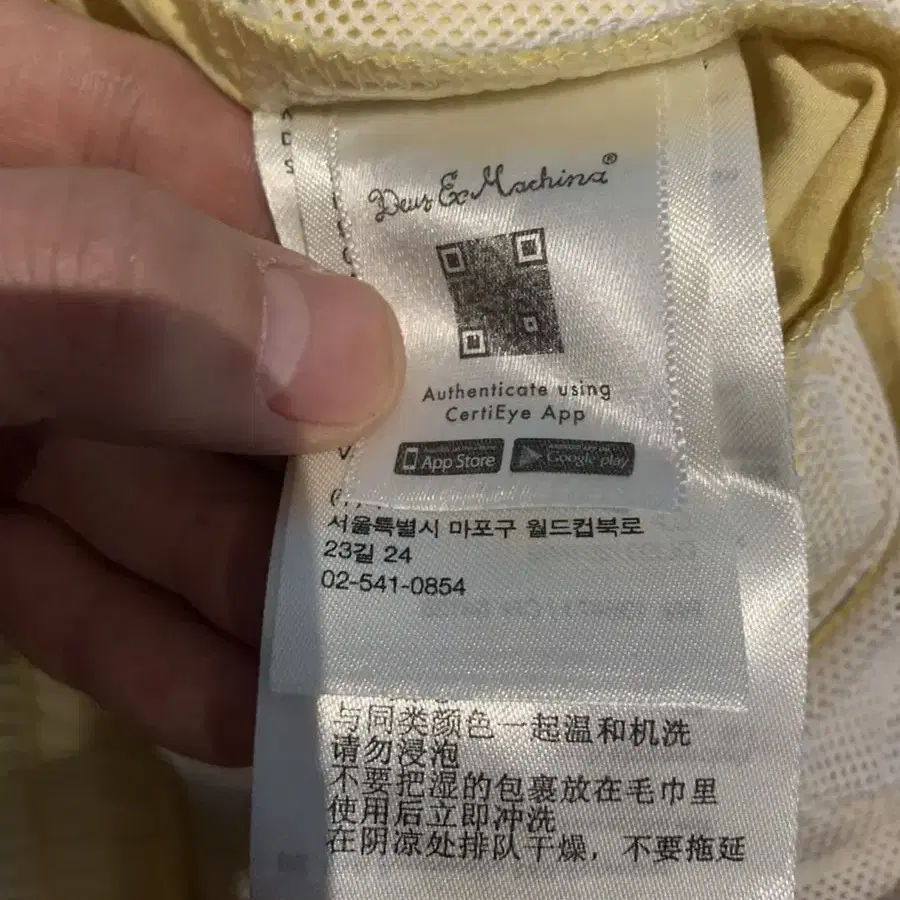 Deus Ex Machina®
Authenticate using
CertiEye App
App Store
Google play
서울특별시 마포구 월드컵북로
23길 24
02-541-0854
与同类颜色一起温和机洗
请勿浸泡
不要把湿的包裹放在毛巾里
使用后立即冲洗
在阴凉处排队干燥，不要拖延